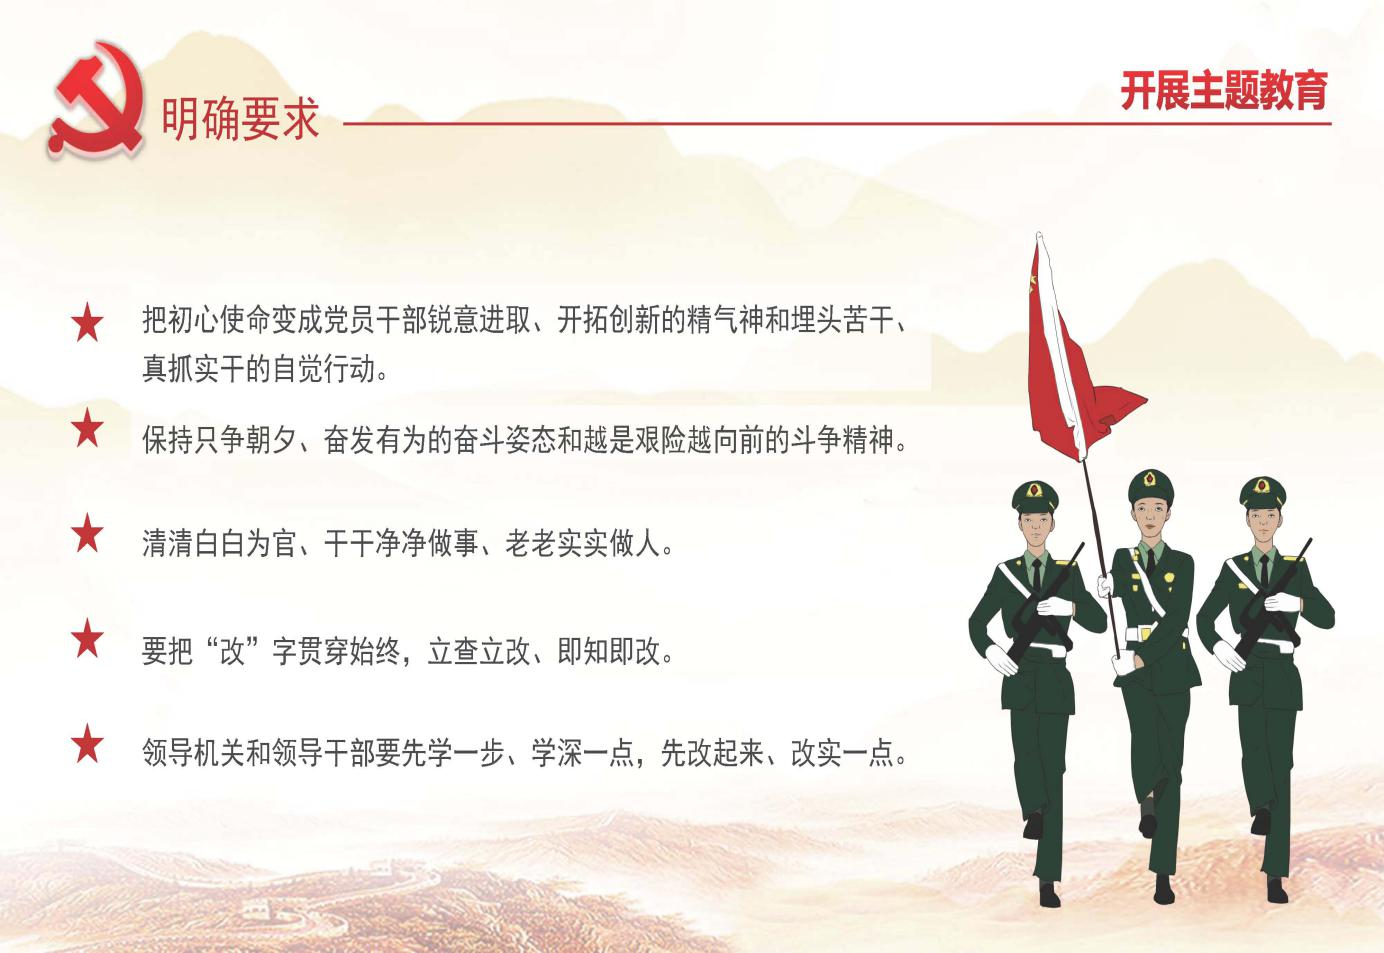 明确要求
开展主题教育
把初心使命变成党员干部锐意进取、开拓创新的精气神和埋头苦干、
真抓实干的自觉行动。
保持只争朝夕、奋发有为的奋斗姿态和越是艰险越向前的斗争精神。
清清白白为官、干干净净做事、老老实实做人。
要把“改”字贯穿始终，立查立改、即知即改。
领导机关和领导干部要先学一步、学深一点，先改起来、改实一点。